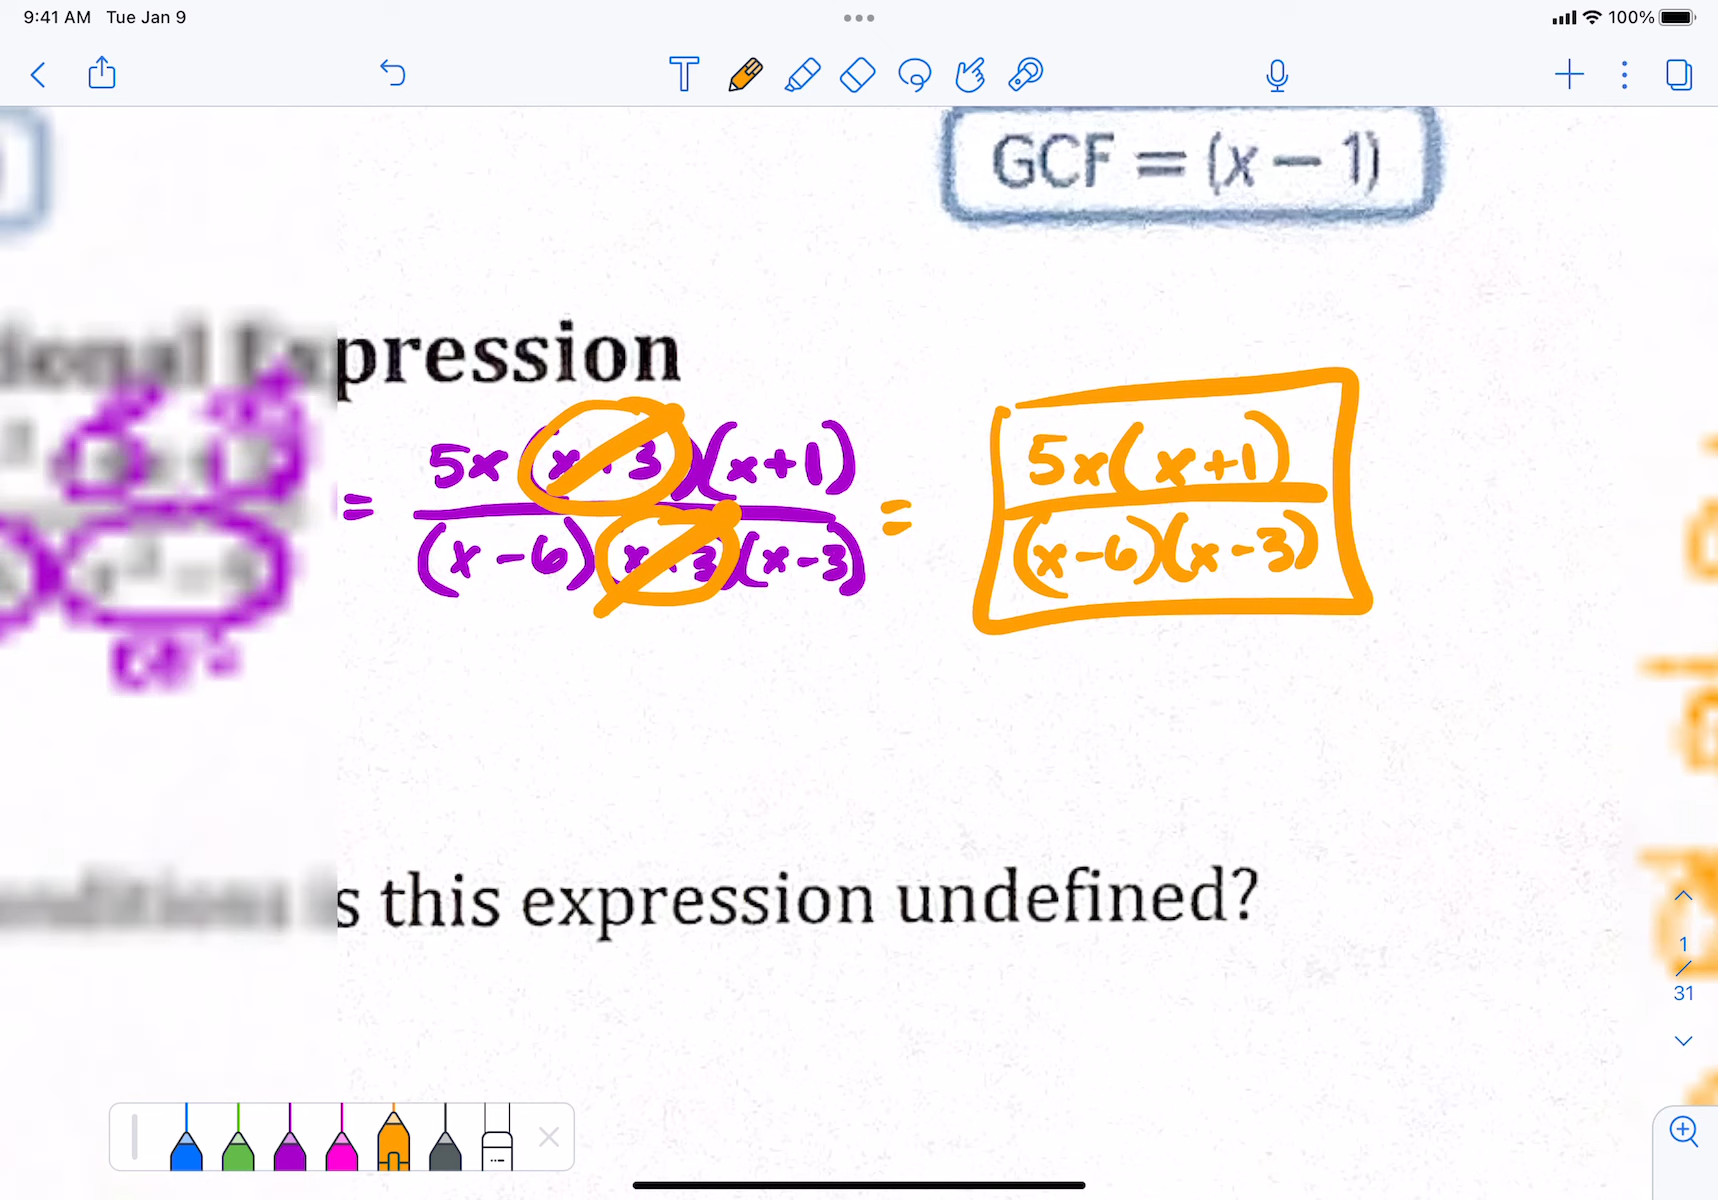 9:41 AM Tue Jan 9
100%
GCF = (x − 1)
pression
= 5x(x+3)(x+1) = 5x(x+1)
(x-6)(x+3)(x-3) (x-6)(x-3)
s this expression undefined?
1
/
31